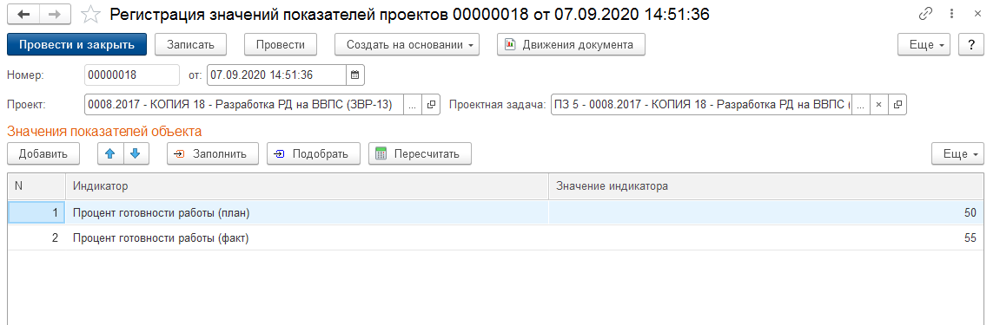 Регистрация значений показателей проектов 00000018 от 07.09.2020 14:51:36
Провести и закрыть Записать Провести Создать на основании Движения документа Еще ?
Номер: 00000018 от: 07.09.2020 14:51:36
Проект: 0008.2017 - КОПИЯ 18 - Разработка РД на ВВПС (ЗВР-13) ... Проектная задача: ПЗ 5 - 0008.2017 - КОПИЯ 18 - Разработка РД на ВВПС ( ...
Значения показателей объекта
Добавить Заполнить Подобрать Пересчитать Еще
N Индикатор Значение индикатора
1 Процент готовности работы (план) 50
2 Процент готовности работы (факт) 55